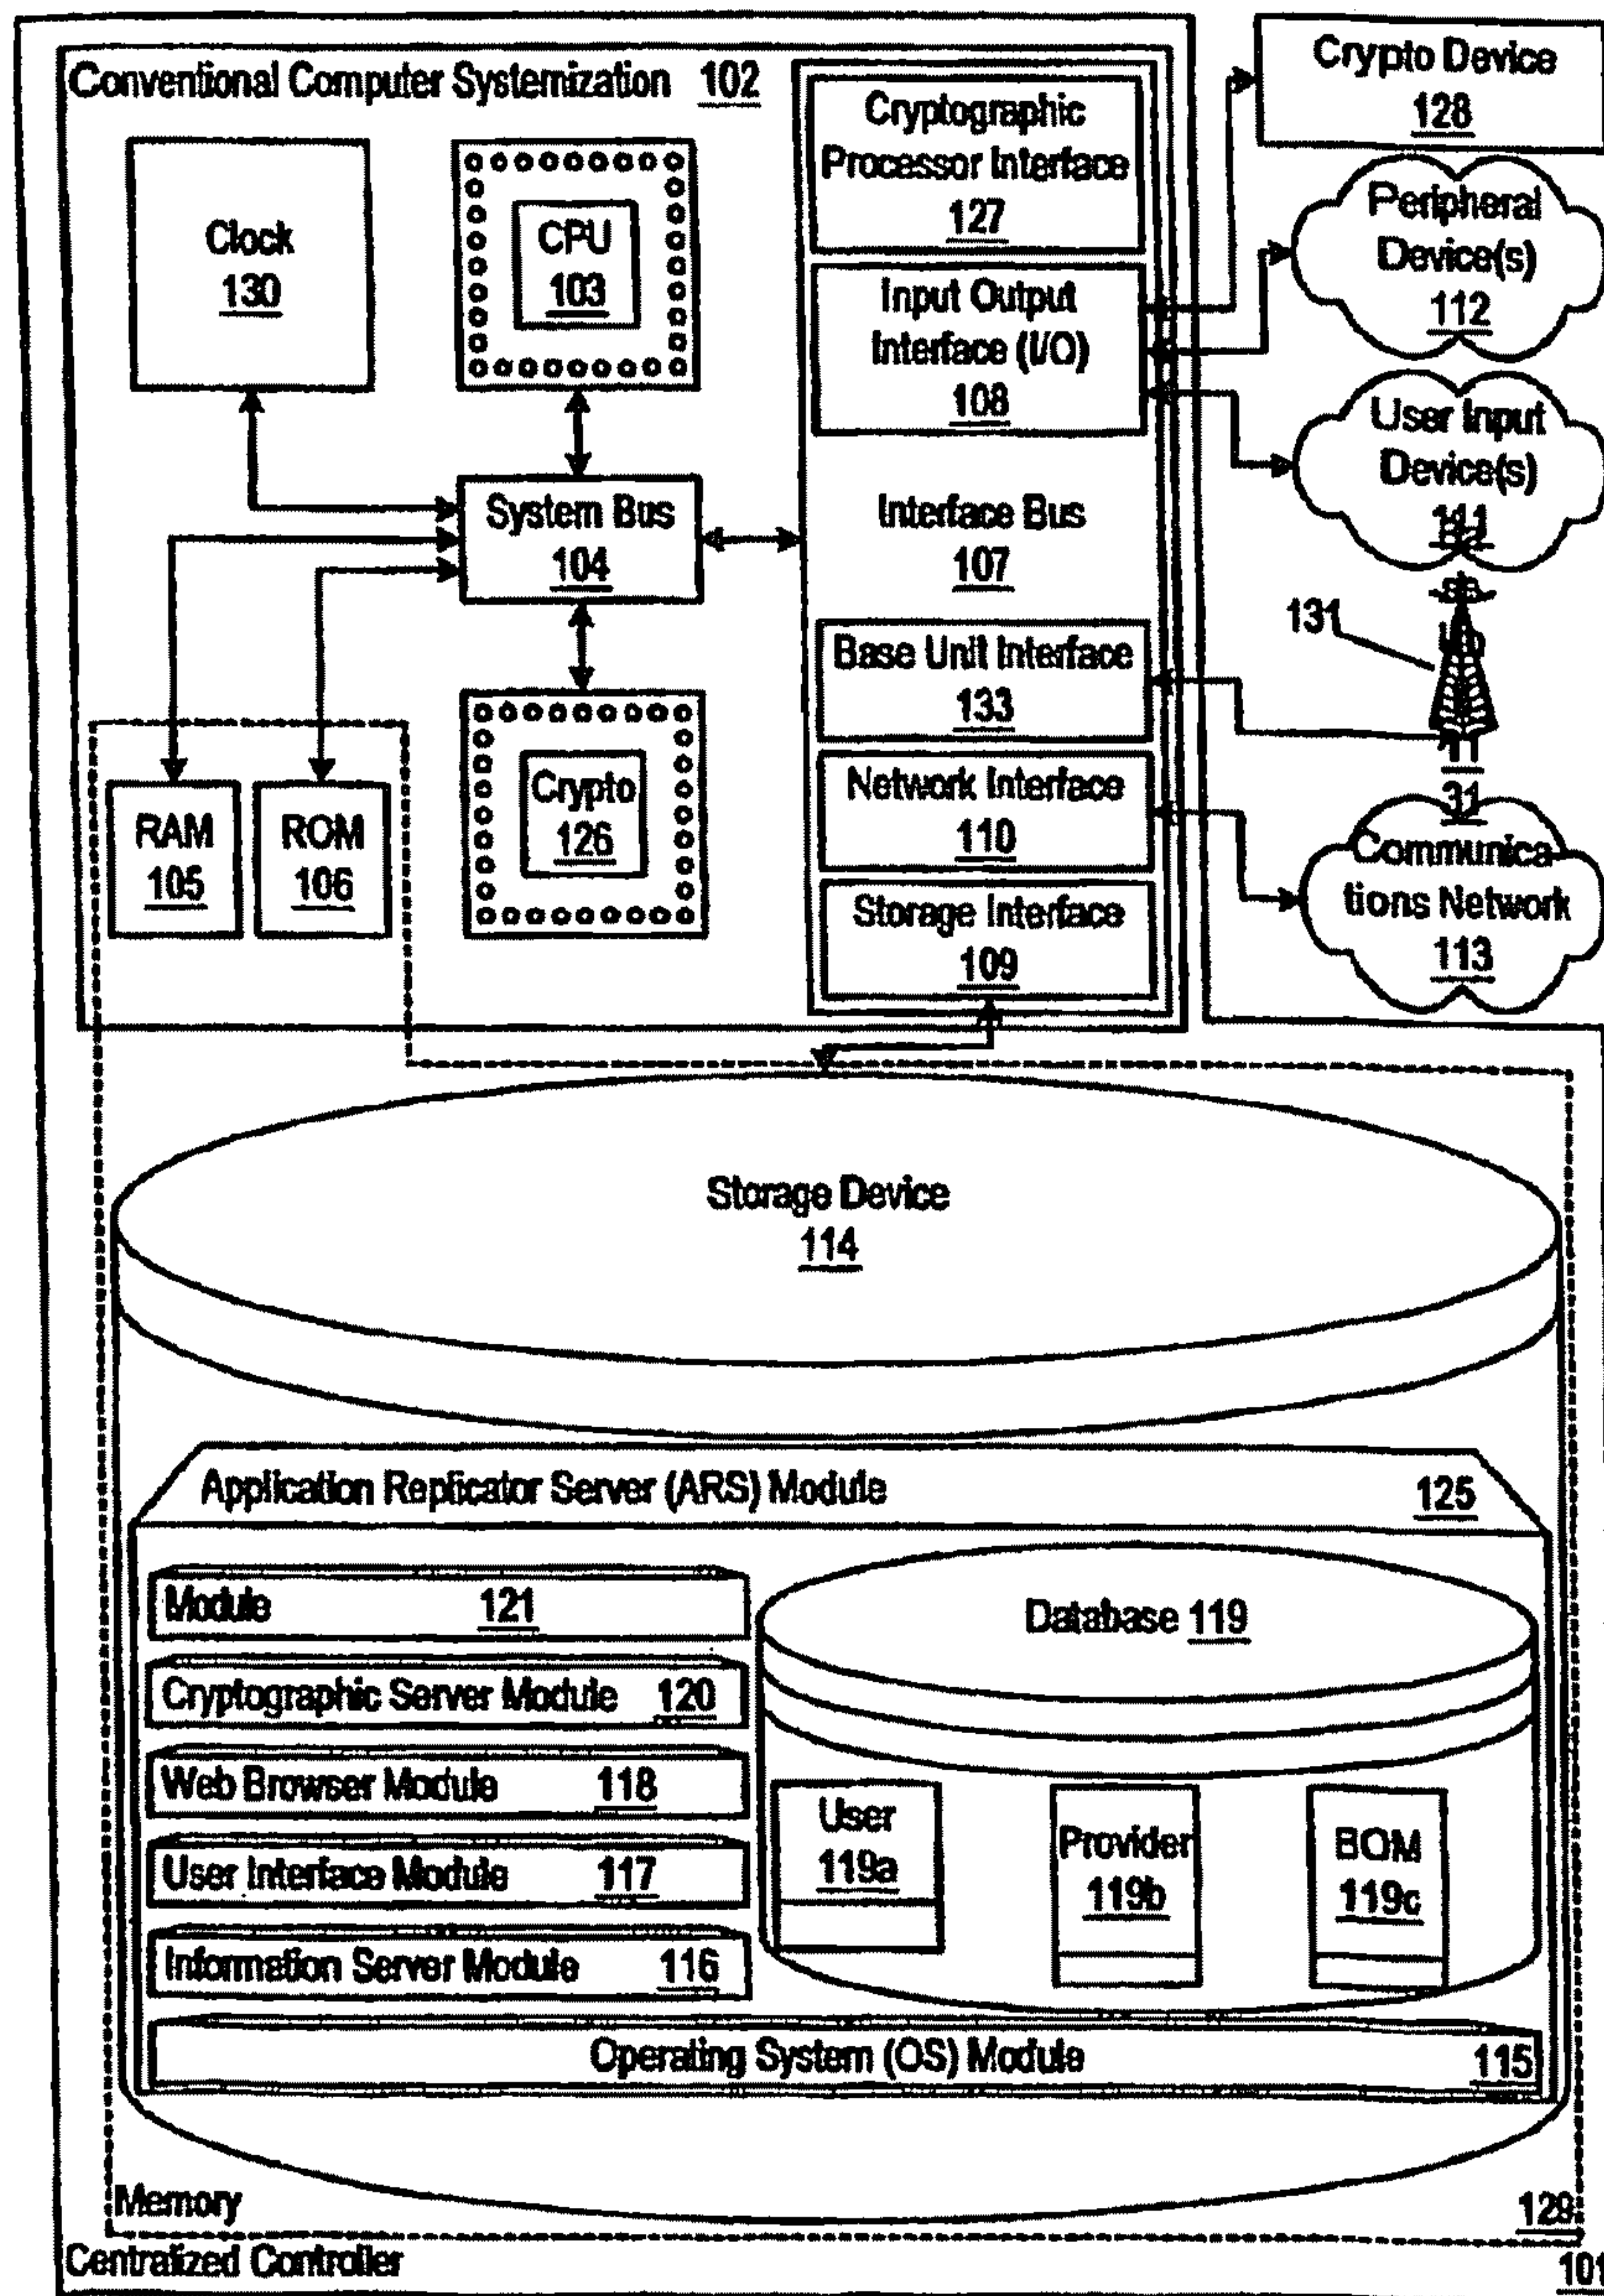 Conventional Computer Systemization 102
Clock
130
CPU
103
System Bus
104
RAM
105
ROM
106
Crypto
126
Cryptographic
Processor Interface
127
Input Output
Interface (I/O)
108
Interface Bus
107
Base Unit Interface
133
Network Interface
110
Storage Interface
109
Crypto Device
128
Peripheral
Device(s)
112
User Input
Device(s)
111
131
31
Communica-
tions Network
113
Storage Device
114
Application Replicator Server (ARS) Module 125
Module 121
Cryptographic Server Module 120
Web Browser Module 118
User Interface Module 117
Information Server Module 116
Database 119
User
119a
Provider
119b
BOM
119c
Operating System (OS) Module 115
Memory 129
Centralized Controller 101